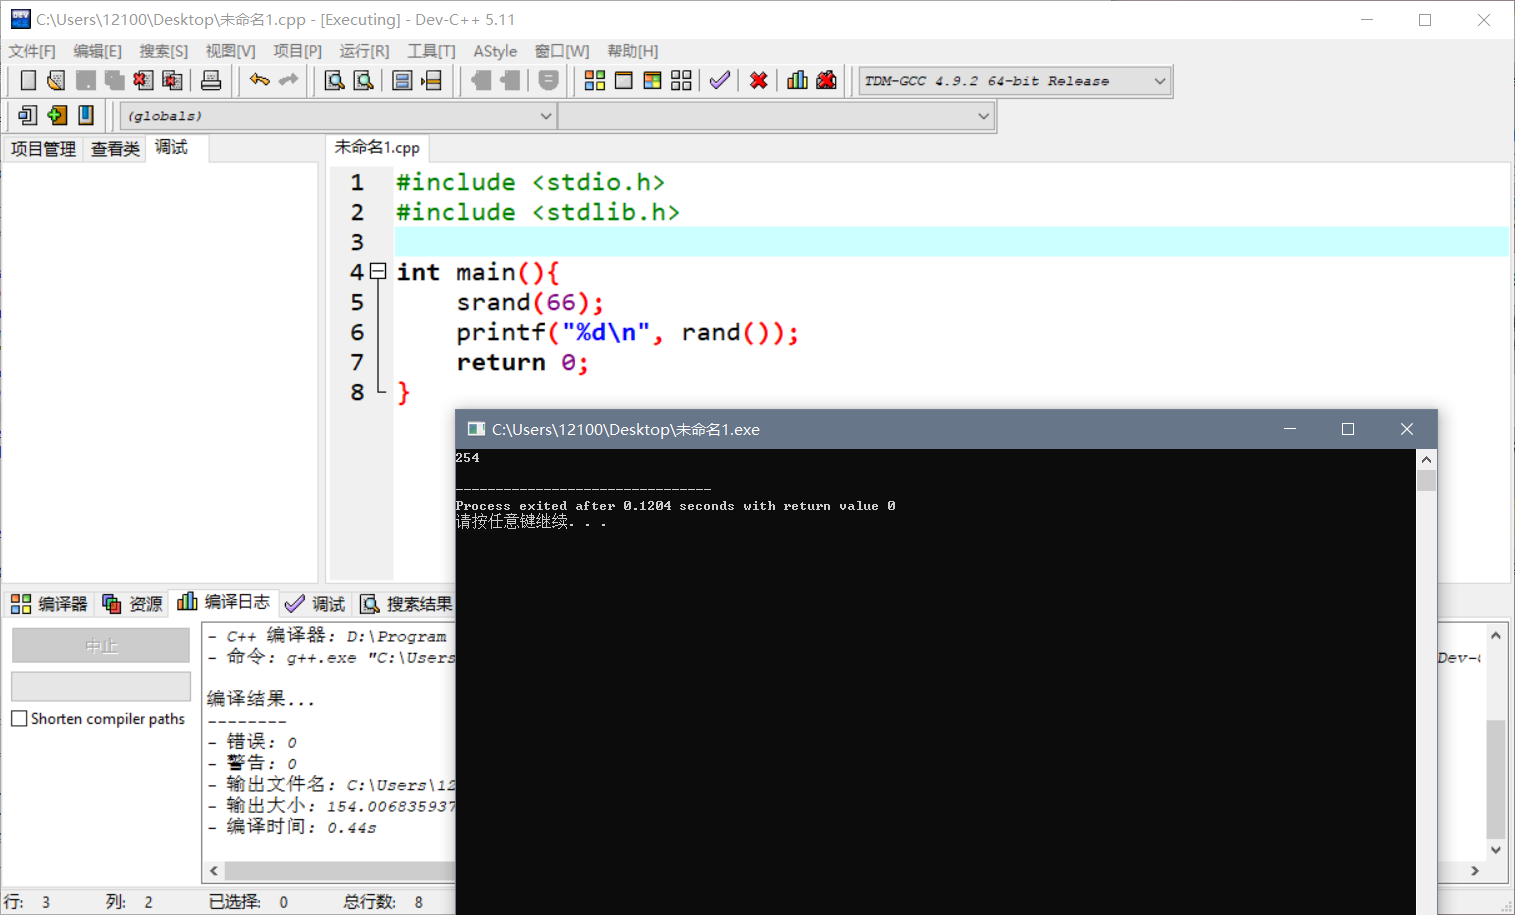 C:\Users\12100\Desktop\未命名1.cpp - [Executing] - Dev-C++ 5.11
文件[F] 编辑[E] 搜索[S] 视图[V] 项目[P] 运行[R] 工具[T] AStyle 窗口[W] 帮助[H]
TDM-GCC 4.9.2 64-bit Release
(globals)
项目管理 查看类 调试
未命名1.cpp
1 #include <stdio.h>
2 #include <stdlib.h>
3
4 int main(){
5 srand(66);
6 printf("%d\n", rand());
7 return 0;
8 }
C:\Users\12100\Desktop\未命名1.exe
254
--------------------------------
Process exited after 0.1204 seconds with return value 0
请按任意键继续. . .
编译器 资源 编译日志 调试 搜索结果
中止
Shorten compiler paths
- C++ 编译器: D:\Program
- 命令: g++.exe "C:\Users
Dev-
编译结果...
--------
- 错误: 0
- 警告: 0
- 输出文件名: C:\Users\12
- 输出大小: 154.006835937
- 编译时间: 0.44s
行: 3 列: 2 已选择: 0 总行数: 8